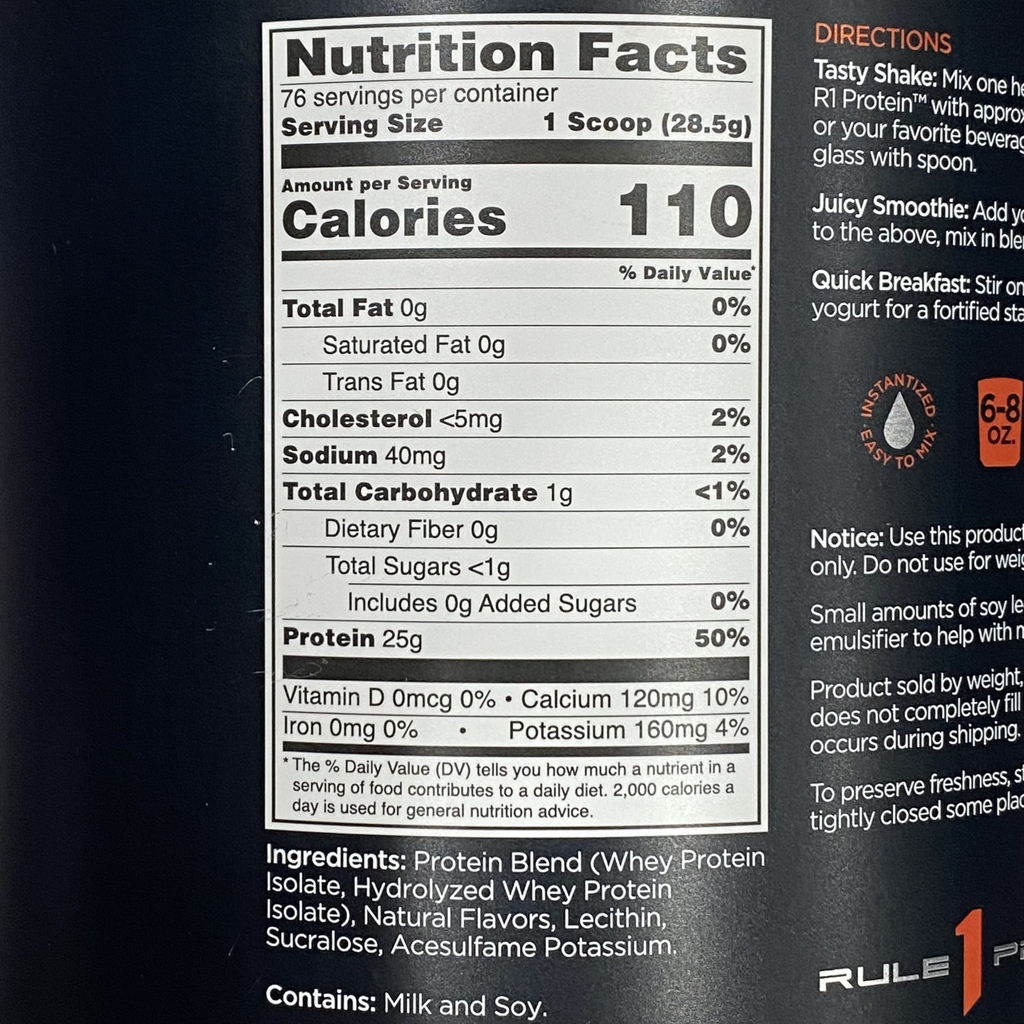 Nutrition Facts
76 servings per container
Serving Size 1 Scoop (28.5g)
Amount per Serving
Calories 110
% Daily Value*
Total Fat 0g 0%
Saturated Fat 0g 0%
Trans Fat 0g
Cholesterol <5mg 2%
Sodium 40mg 2%
Total Carbohydrate 1g <1%
Dietary Fiber 0g 0%
Total Sugars <1g
Includes 0g Added Sugars 0%
Protein 25g 50%
Vitamin D 0mcg 0% • Calcium 120mg 10%
Iron 0mg 0% • Potassium 160mg 4%
* The % Daily Value (DV) tells you how much a nutrient in a
serving of food contributes to a daily diet. 2,000 calories a
day is used for general nutrition advice.
Ingredients: Protein Blend (Whey Protein
Isolate, Hydrolyzed Whey Protein
Isolate), Natural Flavors, Lecithin,
Sucralose, Acesulfame Potassium.
Contains: Milk and Soy.
DIRECTIONS
Tasty Shake: Mix one
R1 Protein™ with
or your favorite
glass with spoon.
Juicy Smoothie: Add
to the above, mix in
Quick Breakfast: Stir
yogurt for a fortified
INSTANTIZED
EASY TO MIX
6-8
OZ.
Notice: Use this product
only. Do not use for
Small amounts of soy
emulsifier to help with
Product sold by weight,
does not completely fill
occurs during shipping.
To preserve freshness,
tightly closed some
RULE 1